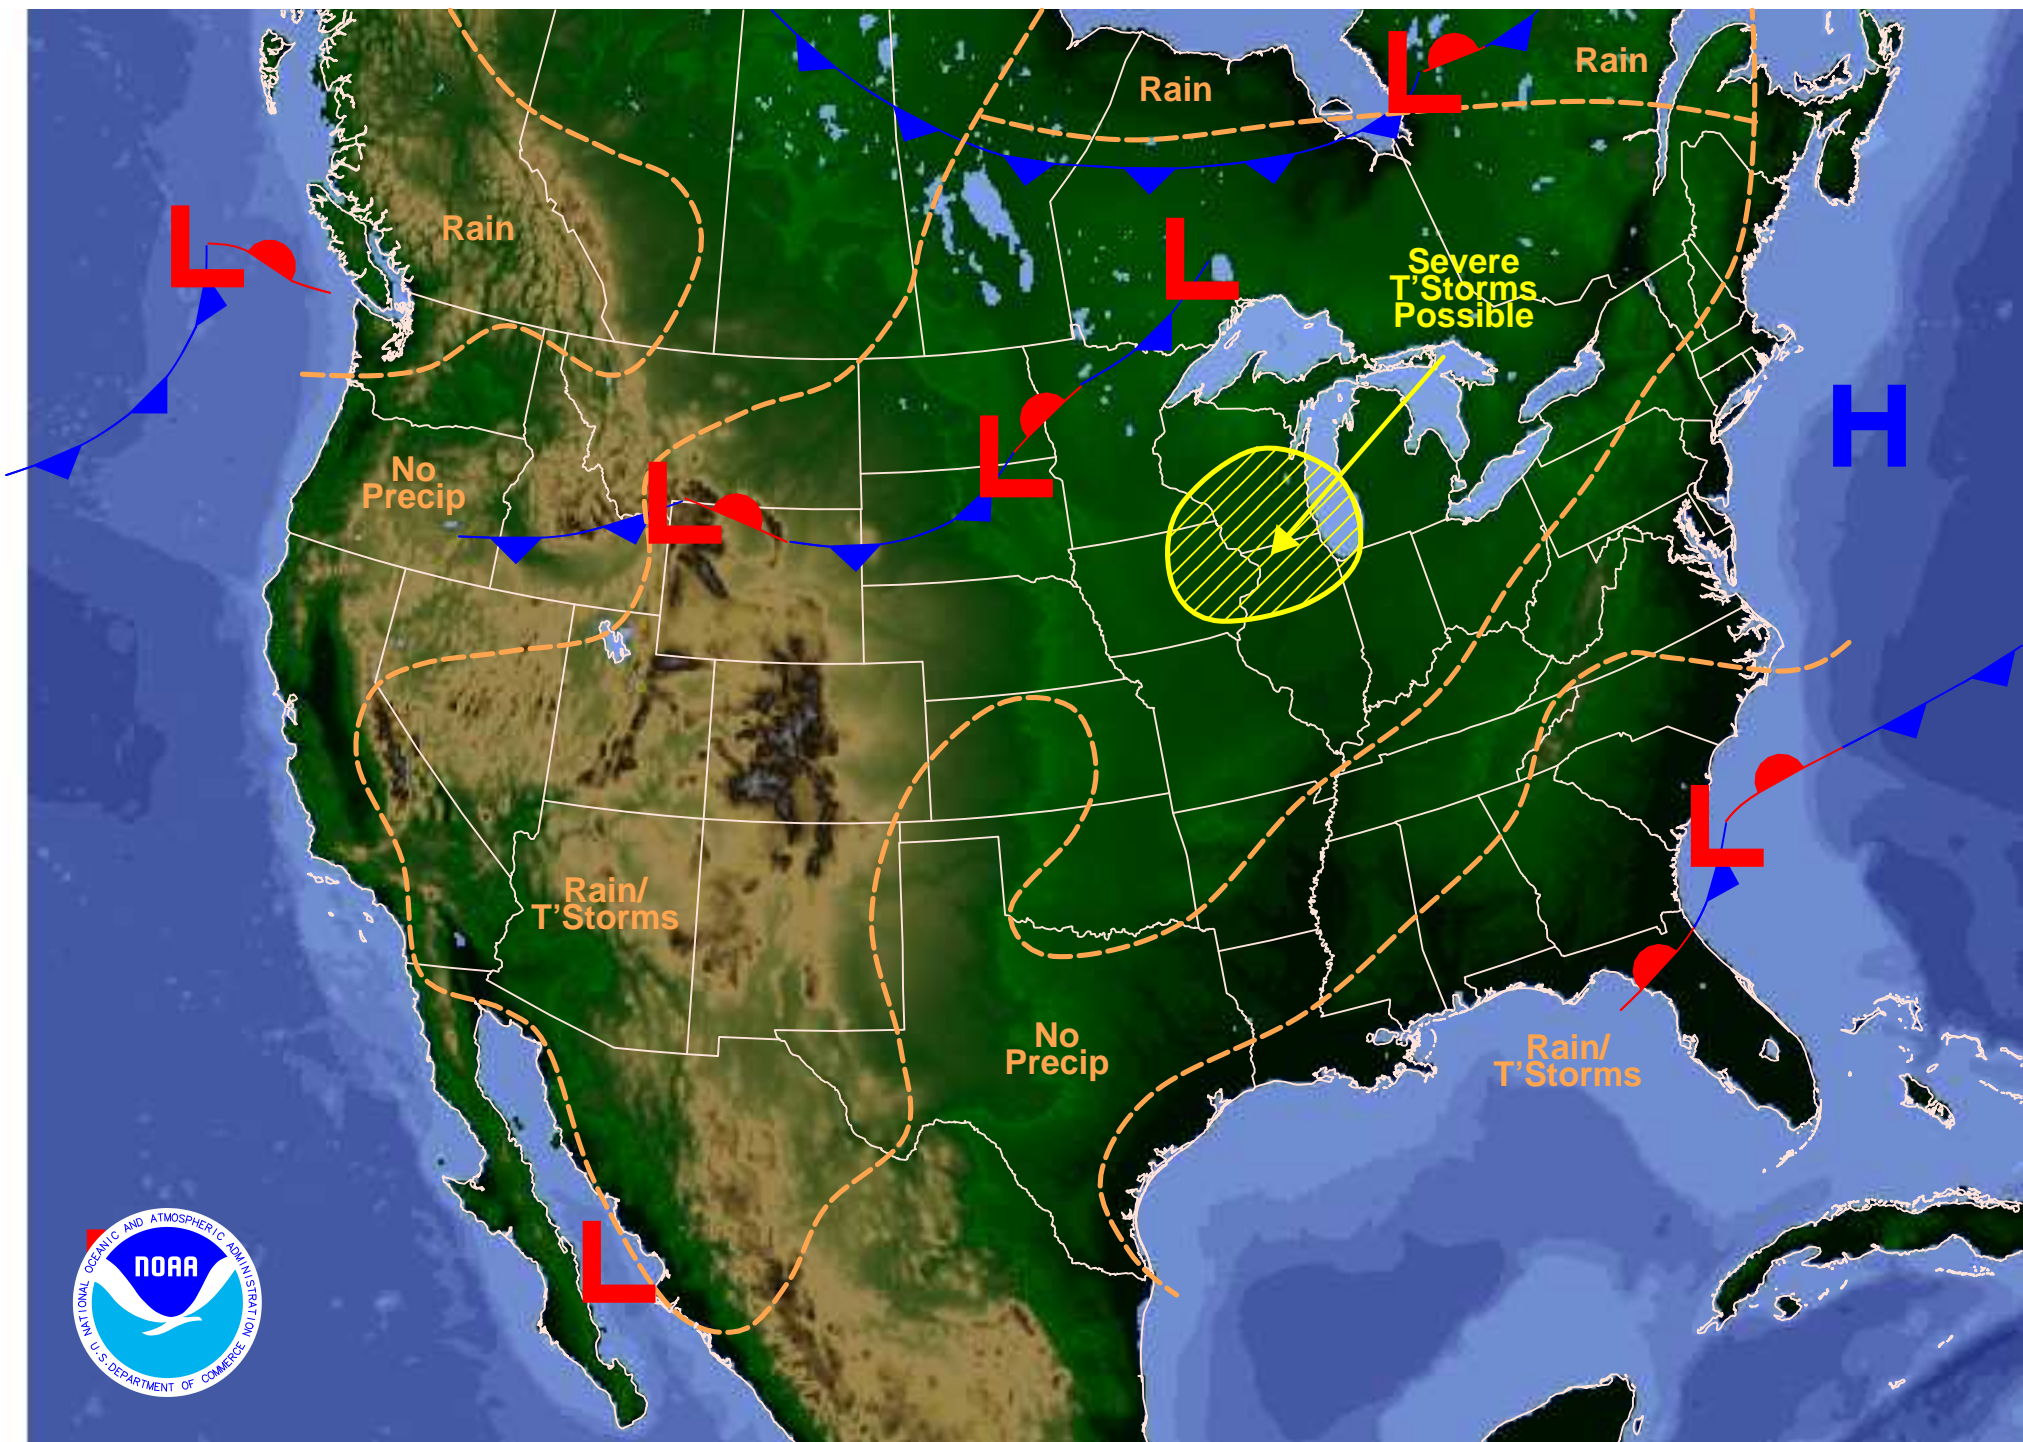 Rain
Rain
L
Rain
L
L
Severe
T'Storms
Possible
H
L
No
Precip
L
L
Rain/
T'Storms
No
Precip
Rain/
T'Storms
L
L
NATIONAL OCEANIC AND ATMOSPHERIC ADMINISTRATION
NOAA
U.S. DEPARTMENT OF COMMERCE